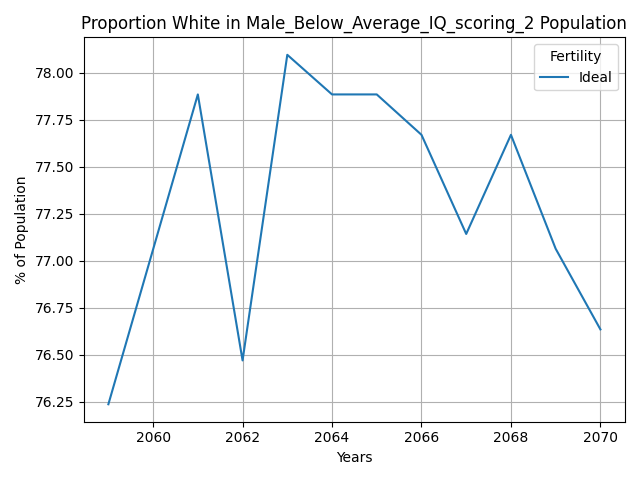 Proportion White in Male_Below_Average_IQ_scoring_2 Population
Fertility
Ideal
% of Population
78.00
77.75
77.50
77.25
77.00
76.75
76.50
76.25
2060 2062 2064 2066 2068 2070
Years